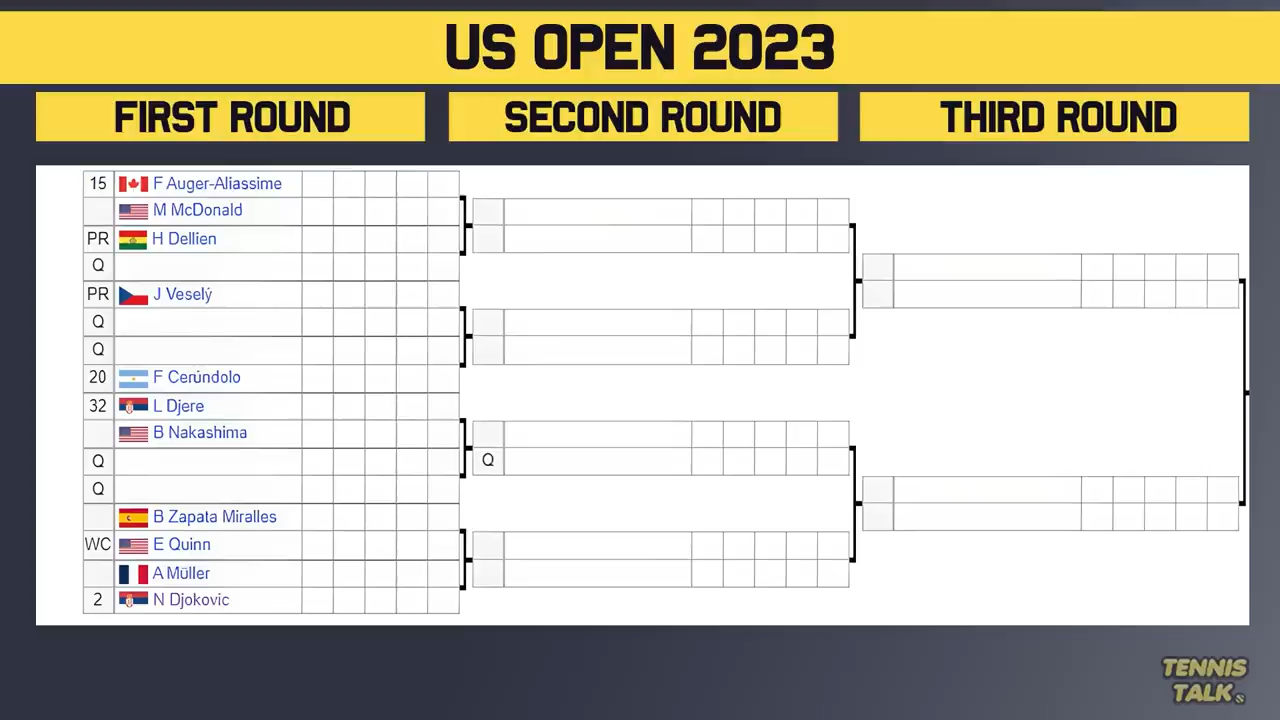 US OPEN 2023
FIRST ROUND
SECOND ROUND
THIRD ROUND
15 F Auger-Aliassime
M McDonald
PR H Dellien
Q
PR J Veselý
Q
Q
20 F Cerúndolo
32 L Djere
B Nakashima
Q
Q
Q
B Zapata Miralles
WC E Quinn
A Müller
2 N Djokovic
TENNIS
TALK